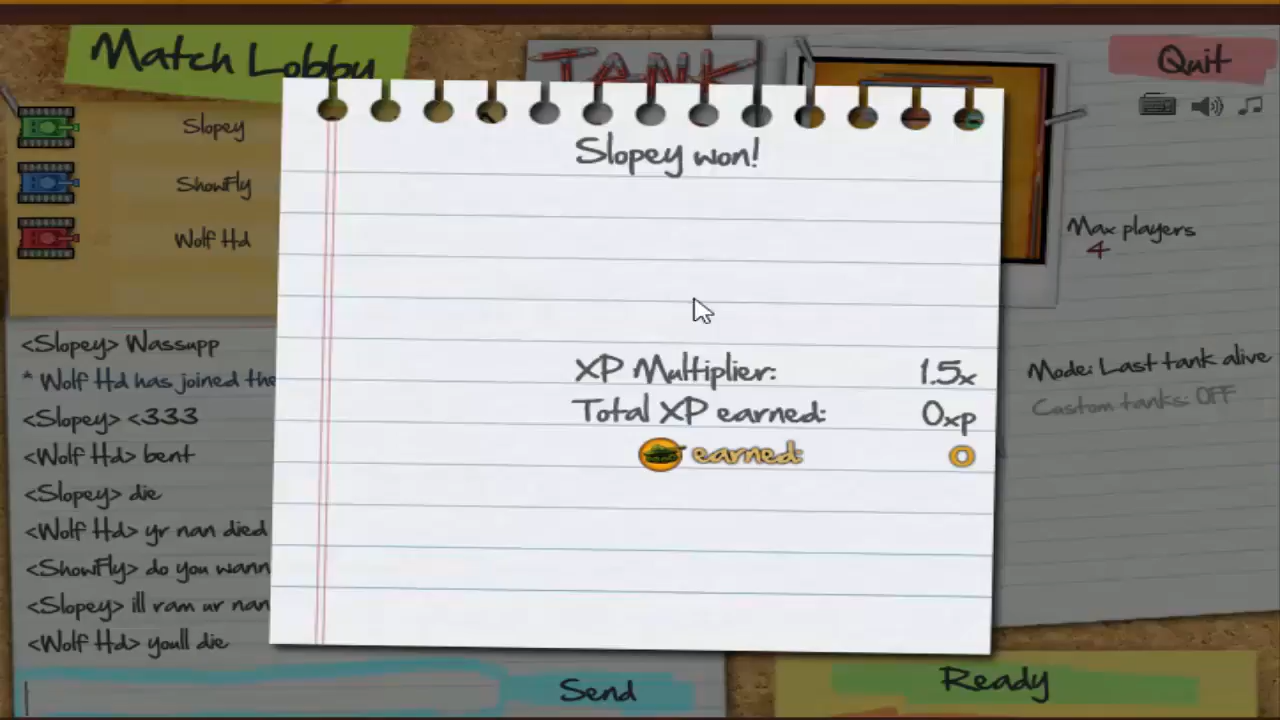 Match Lobby
TANK
Quit
Slopey
ShowFly
Wolf Hd
Slopey won!
XP Multiplier: 1.5x
Total XP earned: 0xp
earned: 0
Max players
4
Mode: Last tank alive
Custom tanks: OFF
<Slopey> Wassupp
* Wolf Hd has joined the
<Slopey> <333
<Wolf Hd> bent
<Slopey> die
<Wolf Hd> yr nan died
<ShowFly> do you wann
<Slopey> ill ram ur nan
<Wolf Hd> youll die
Send
Ready